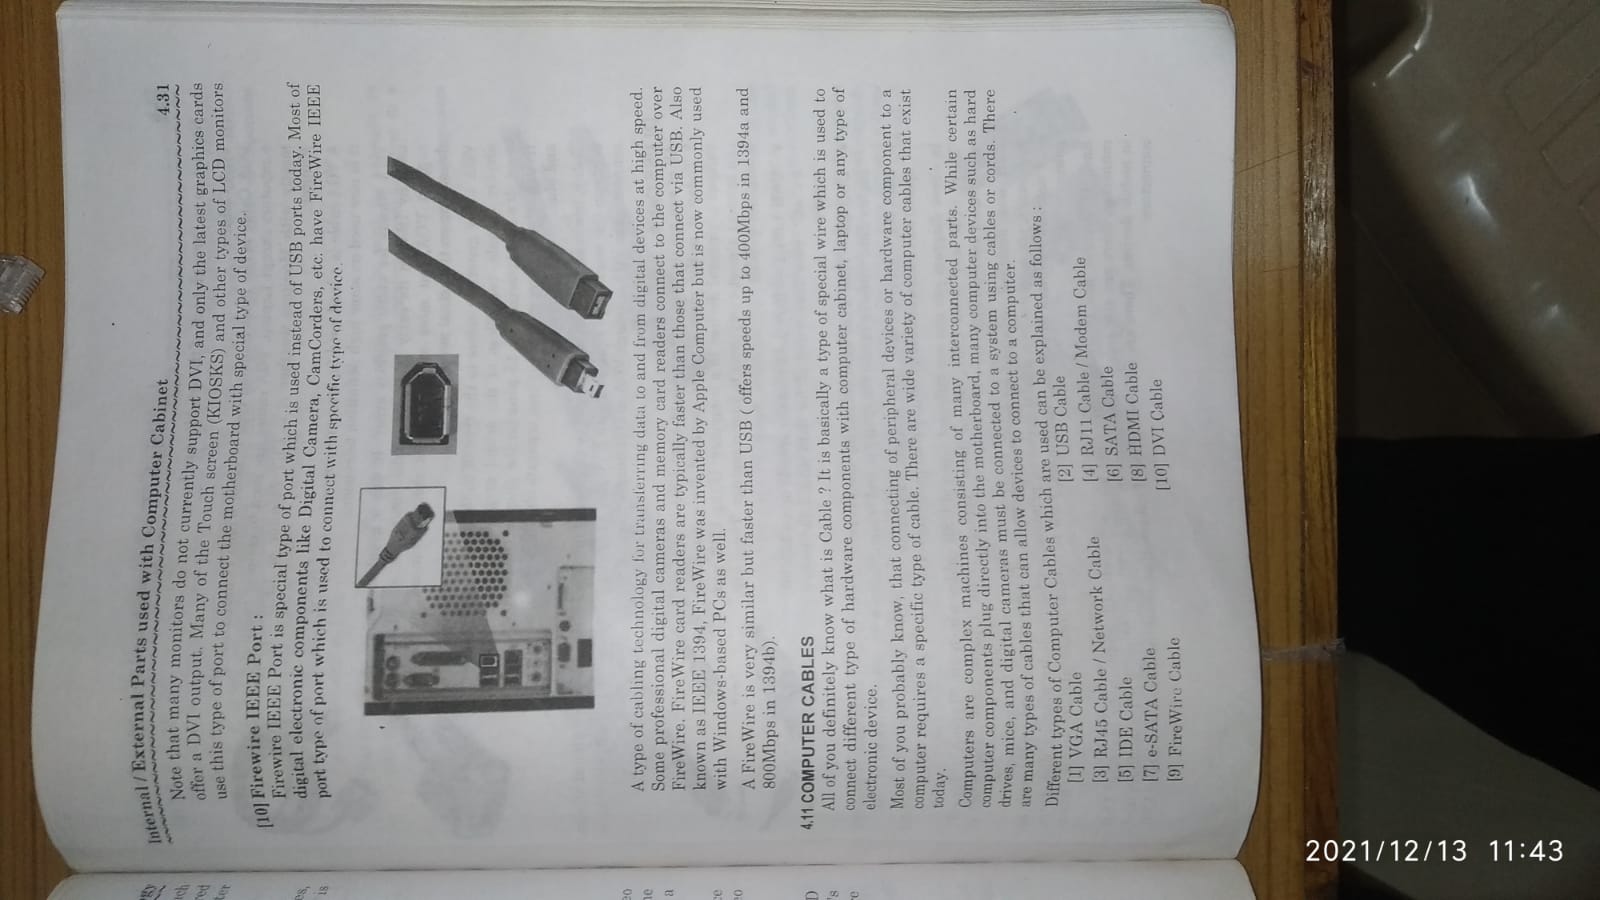 Internal / External Parts used with Computer Cabinet 4.31
Note that many monitors do not currently support DVI, and only the latest graphics cards
offer a DVI output. Many of the Touch screen (KIOSKS) and other types of LCD monitors
use this type of port to connect the motherboard with special type of device.
[10] Firewire IEEE Port :
Firewire IEEE Port is special type of port which is used instead of USB ports today. Most of
digital electronic components like Digital Camera, CamCorders, etc. have FireWire IEEE
port type of port which is used to connect with specific type of device.
A type of cabling technology for transferring data to and from digital devices at high speed.
Some professional digital cameras and memory card readers connect to the computer over
FireWire. FireWire card readers are typically faster than those that connect via USB. Also
known as IEEE 1394, FireWire was invented by Apple Computer but is now commonly used
with Windows-based PCs as well.
A FireWire is very similar but faster than USB ( offers speeds up to 400Mbps in 1394a and
800Mbps in 1394b).
4.11 COMPUTER CABLES
All of you definitely know what is Cable ? It is basically a type of special wire which is used to
connect different type of hardware components with computer cabinet, laptop or any type of
electronic device.
Most of you probably know, that connecting of peripheral devices or hardware component to a
computer requires a specific type of cable. There are wide variety of computer cables that exist
today.
Computers are complex machines consisting of many interconnected parts. While certain
computer components plug directly into the motherboard, many computer devices such as hard
drives, mice, and digital cameras must be connected to a system using cables or cords. There
are many types of cables that can allow devices to connect to a computer.
Different types of Computer Cables which are used can be explained as follows :
[1] VGA Cable [2] USB Cable
[3] RJ45 Cable / Network Cable [4] RJ11 Cable / Modem Cable
[5] IDE Cable [6] SATA Cable
[7] e-SATA Cable [8] HDMI Cable
[9] FireWire Cable [10] DVI Cable
2021/12/13 11:43